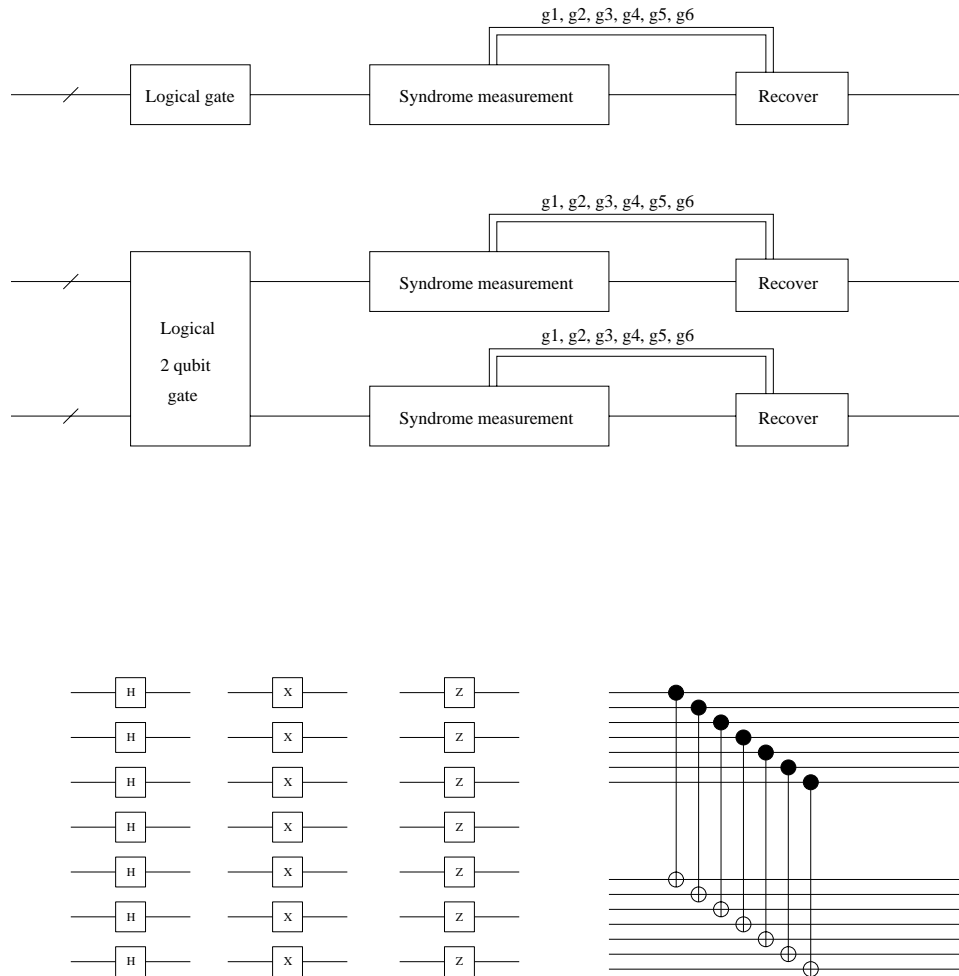 g1, g2, g3, g4, g5, g6
Logical gate
Syndrome measurement
Recover
g1, g2, g3, g4, g5, g6
Syndrome measurement
Recover
Logical
2 qubit
gate
g1, g2, g3, g4, g5, g6
Syndrome measurement
Recover
H X Z
H X Z
H X Z
H X Z
H X Z
H X Z
H X Z